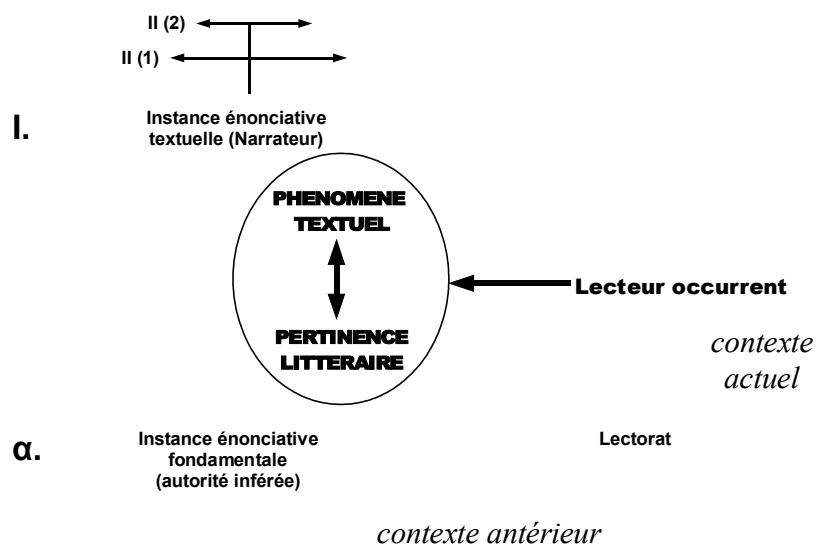 II (2)
II (1)
I.
Instance énonciative
textuelle (Narrateur)
PHENOMENE
TEXTUEL
Lecteur occurrent
PERTINENCE
LITTERAIRE
contexte
actuel
α.
Instance énonciative
fondamentale
(autorité inférée)
Lectorat
contexte antérieur